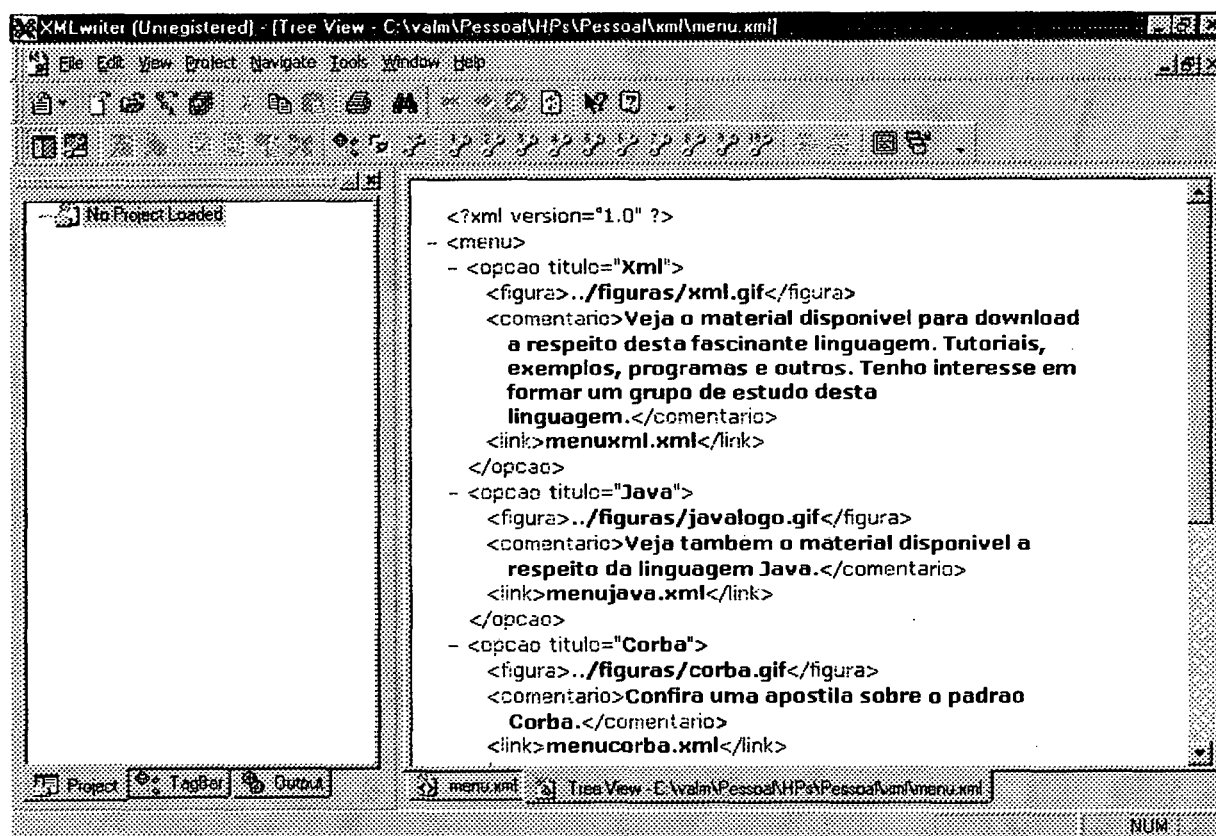 XMLwriter (Unregistered) - [Tree View - C:\valm\Pessoal\HPs\Pessoal\xml\menu.xml]
File Edit View Project Navigate Tools Window Help
No Project Loaded
<?xml version="1.0" ?>
- <menu>
- <opcao titulo="Xml">
<figura>../figuras/xml.gif</figura>
<comentario>Veja o material disponivel para download
a respeito desta fascinante linguagem. Tutoriais,
exemplos, programas e outros. Tenho interesse em
formar um grupo de estudo desta
linguagem.</comentario>
<link>menuxml.xml</link>
</opcao>
- <opcao titulo="Java">
<figura>../figuras/javalogo.gif</figura>
<comentario>Veja tambem o material disponivel a
respeito da linguagem Java.</comentario>
<link>menujava.xml</link>
</opcao>
- <opcao titulo="Corba">
<figura>../figuras/corba.gif</figura>
<comentario>Confira uma apostila sobre o padrao
Corba.</comentario>
<link>menucorba.xml</link>
Project TagBar Output
menu.xml Tree View - C:\valm\Pessoal\HPs\Pessoal\xml\menu.xml
NUM